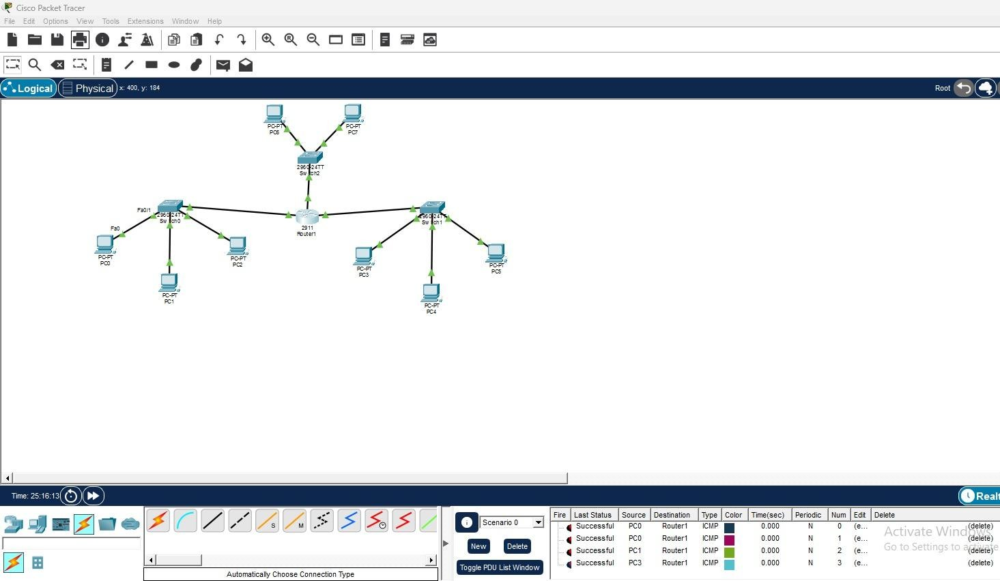 Cisco Packet Tracer
File Edit Options View Tools Extensions Window Help
Logical Physical x: 400, y: 184 Root
PC-PT
PC6
PC-PT
PC7
2960-24TT
Switch2
Fa0/1
2960-24TT
Switch0
2960-24TT
Switch1
Fa0
2911
Router1
PC-PT
PC0
PC-PT
PC2
PC-PT
PC3
PC-PT
PC5
PC-PT
PC1
PC-PT
PC4
Time: 25:16:13 Realt
S M
Scenario 0
New Delete
Toggle PDU List Window
Automatically Choose Connection Type
Fire Last Status Source Destination Type Color Time(sec) Periodic Num Edit Delete
Successful PC0 Router1 ICMP 0.000 N 0 (e... (delete)
Successful PC0 Router1 ICMP 0.000 N 1 (e... (delete)
Successful PC1 Router1 ICMP 0.000 N 2 (e... (delete)
Successful PC3 Router1 ICMP 0.000 N 3 (e... (delete)
Activate Windows
Go to Settings to activate